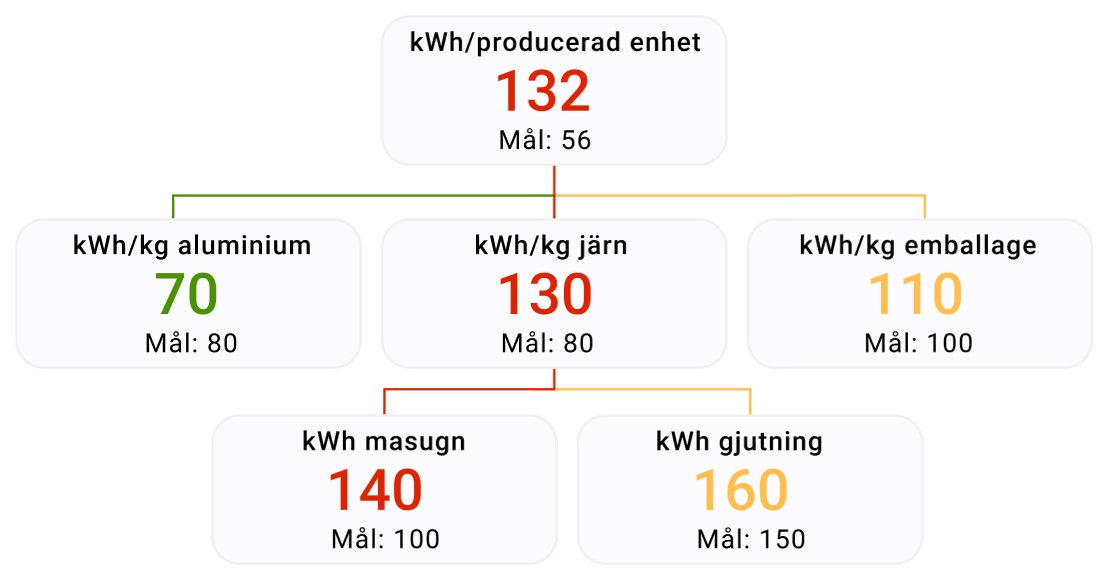 kWh/producerad enhet
132
Mål: 56
kWh/kg aluminium
70
Mål: 80
kWh/kg järn
130
Mål: 80
kWh/kg emballage
110
Mål: 100
kWh masugn
140
Mål: 100
kWh gjutning
160
Mål: 150